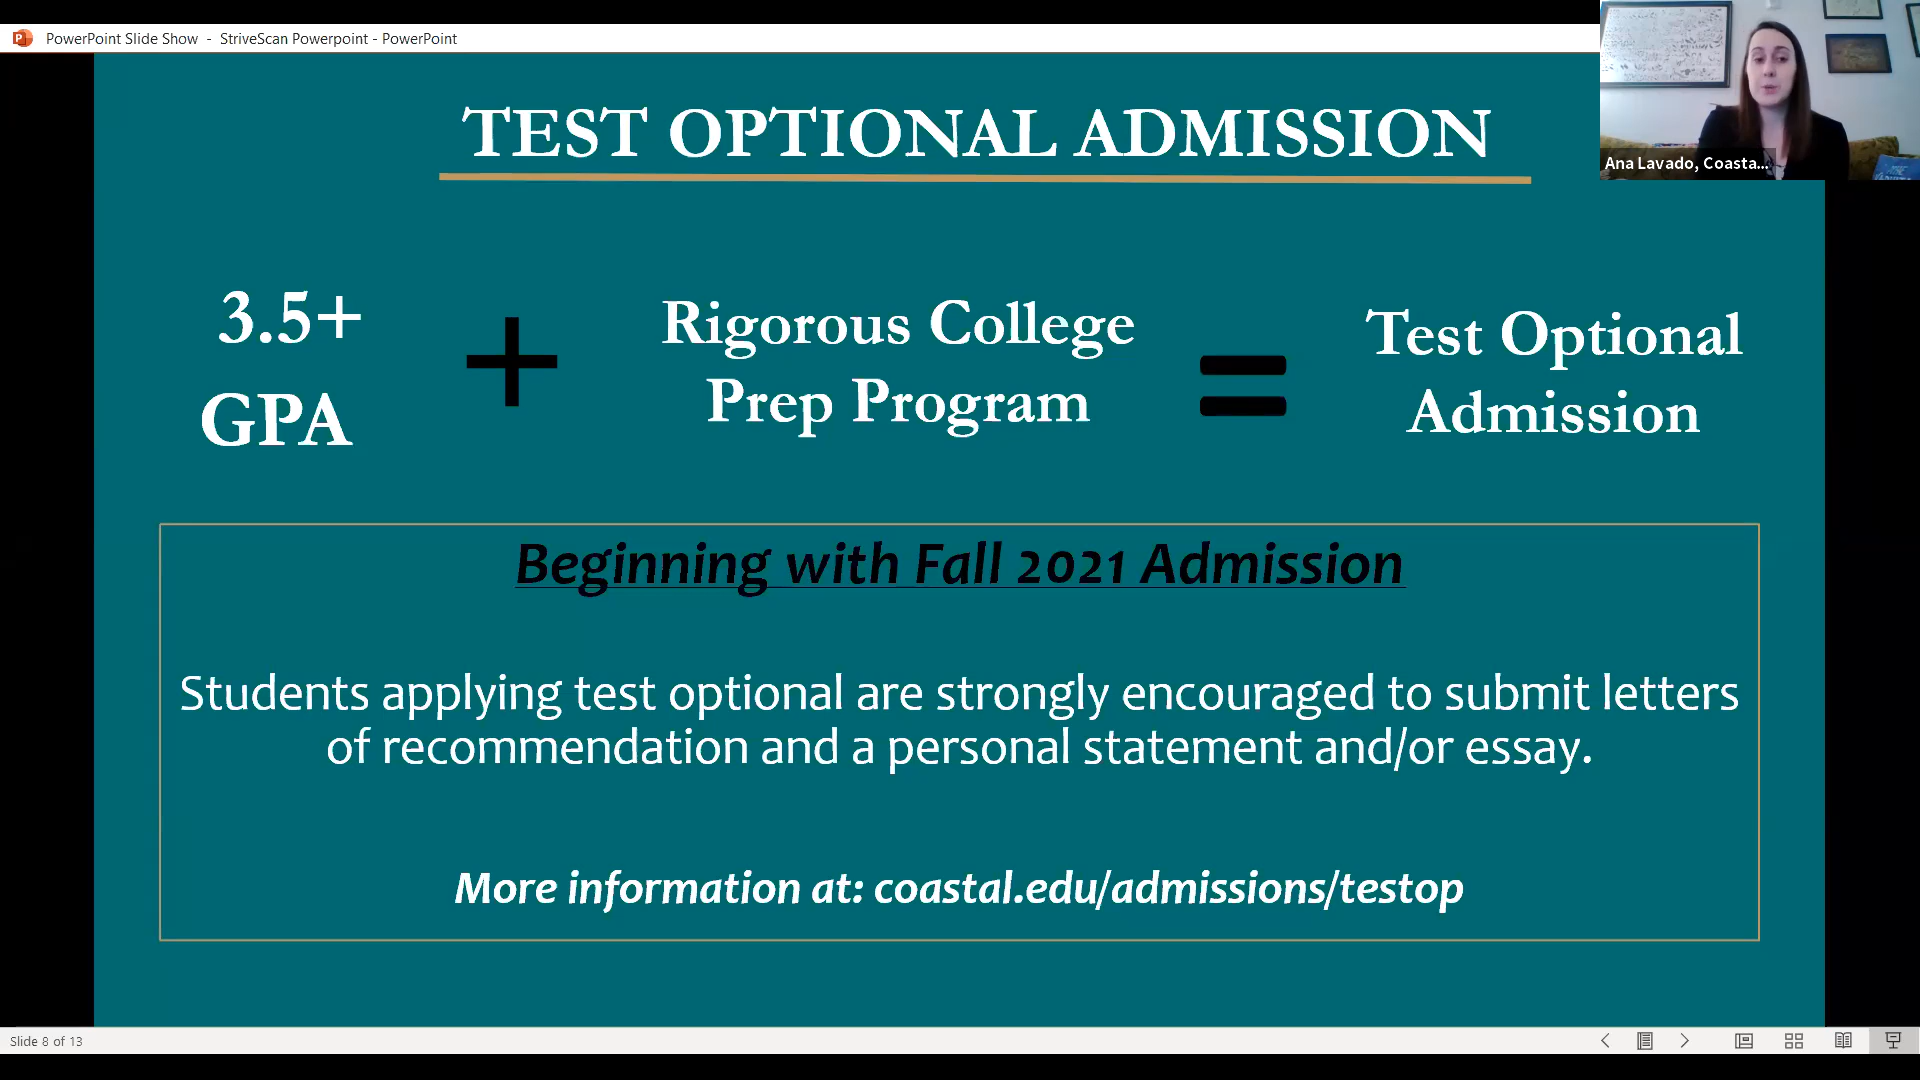 PowerPoint Slide Show - StriveScan Powerpoint - PowerPoint
Ana Lavado, Coasta...
TEST OPTIONAL ADMISSION
3.5+
GPA
+
Rigorous College
Prep Program
=
Test Optional
Admission
Beginning with Fall 2021 Admission
Students applying test optional are strongly encouraged to submit letters
of recommendation and a personal statement and/or essay.
More information at: coastal.edu/admissions/testop
Slide 8 of 13